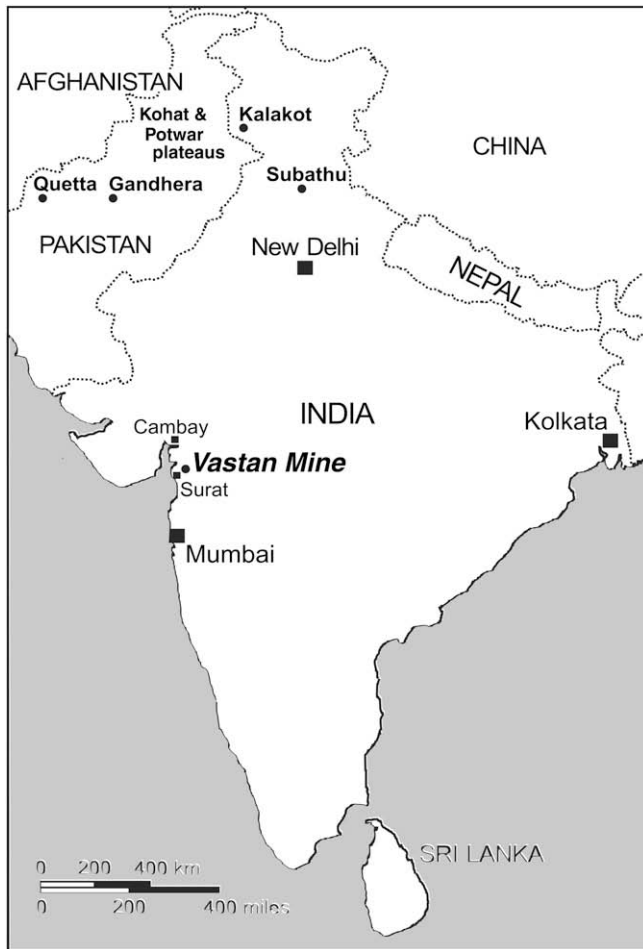 AFGHANISTAN
Kohat &
Potwar
plateaus
Kalakot
CHINA
Quetta
Gandhera
Subathu
PAKISTAN
New Delhi
NEPAL
INDIA
Kolkata
Cambay
Vastan Mine
Surat
Mumbai
SRI LANKA
0 200 400 km
0 200 400 miles